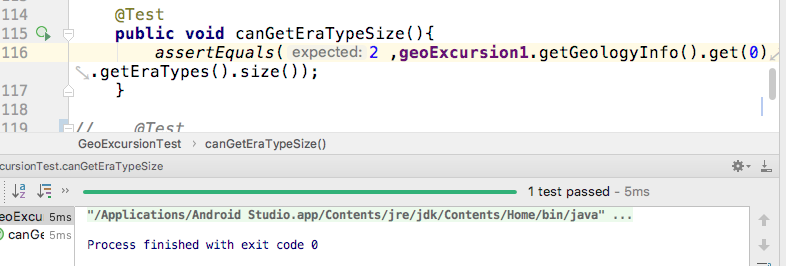 114 @Test
115 public void canGetEraTypeSize(){
116 assertEquals( expected: 2 ,geoExcursion1.getGeologyInfo().get(0)
.getEraTypes().size());
117 }
118
119 // @Test
GeoExcursionTest › canGetEraTypeSize()
cursionTest.canGetEraTypeSize
1 test passed - 5ms
eoExcu 5ms
canGe 5ms
"/Applications/Android Studio.app/Contents/jre/jdk/Contents/Home/bin/java" ...
Process finished with exit code 0